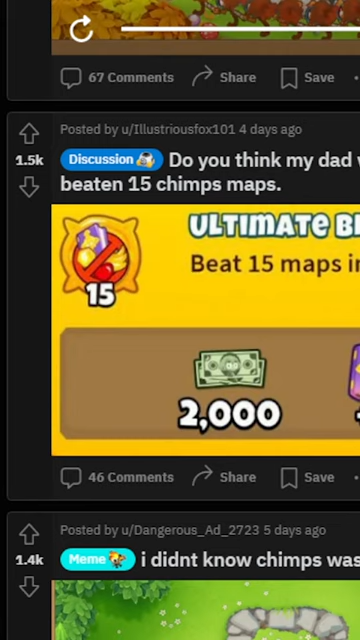 67 Comments Share Save
Posted by u/Illustriousfox101 4 days ago
1.5k
Discussion Do you think my dad
beaten 15 chimps maps.
ULTIMATE
Beat 15 maps
15
2,000
46 Comments Share Save
Posted by u/Dangerous_Ad_2723 5 days ago
1.4k
Meme i didnt know chimps was